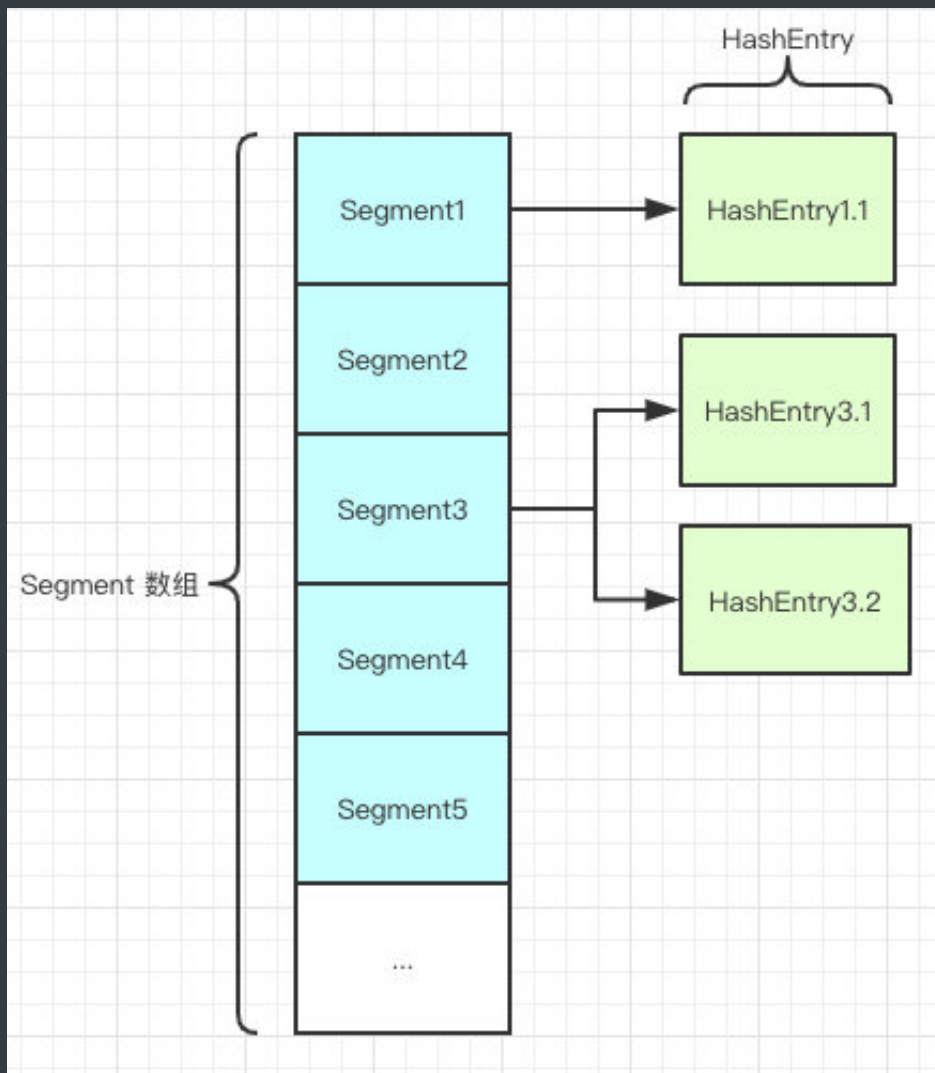 HashEntry
Segment1
HashEntry1.1
Segment2
HashEntry3.1
Segment3
Segment 数组
HashEntry3.2
Segment4
Segment5
...